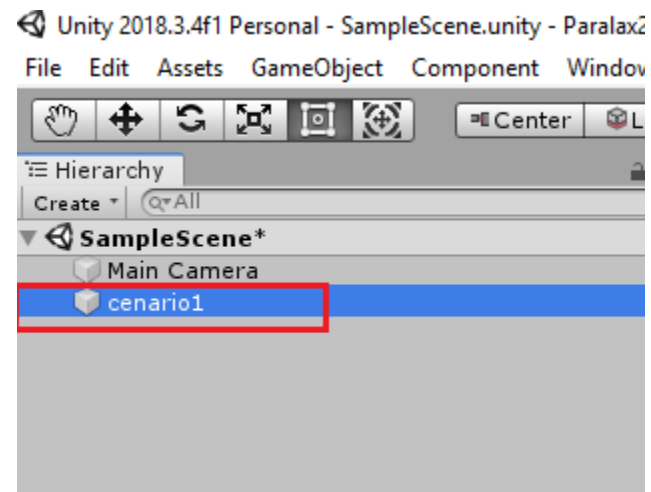 Unity 2018.3.4f1 Personal - SampleScene.unity - Paralax2
File Edit Assets GameObject Component Window
Center L
Hierarchy
Create All
SampleScene*
Main Camera
cenario1